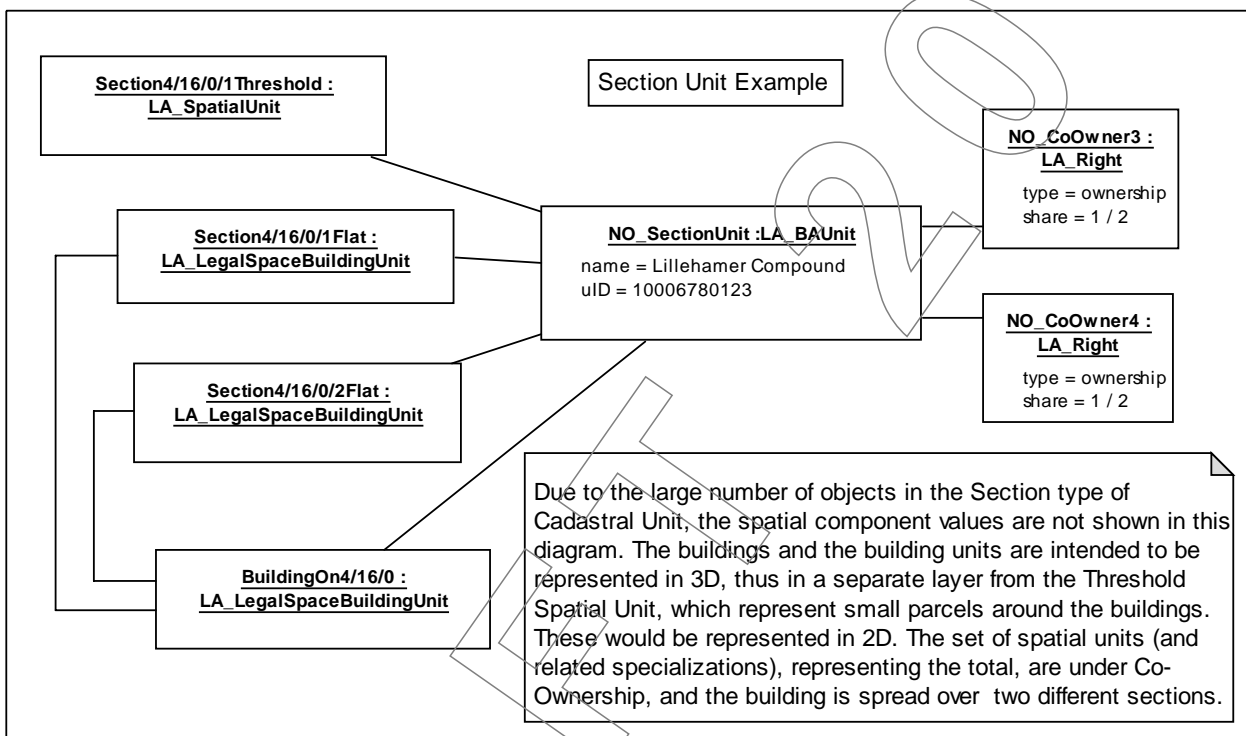 Section4/16/0/1Threshold :
LA_SpatialUnit
Section Unit Example
NO_CoOwner3 :
LA_Right
type = ownership
share = 1 / 2
Section4/16/0/1Flat :
LA_LegalSpaceBuildingUnit
NO_SectionUnit :LA_BAUnit
name = Lillehamer Compound
uID = 10006780123
NO_CoOwner4 :
LA_Right
type = ownership
share = 1 / 2
Section4/16/0/2Flat :
LA_LegalSpaceBuildingUnit
BuildingOn4/16/0 :
LA_LegalSpaceBuildingUnit
Due to the large number of objects in the Section type of
Cadastral Unit, the spatial component values are not shown in this
diagram. The buildings and the building units are intended to be
represented in 3D, thus in a separate layer from the Threshold
Spatial Unit, which represent small parcels around the buildings.
These would be represented in 2D. The set of spatial units (and
related specializations), representing the total, are under Co-
Ownership, and the building is spread over two different sections.